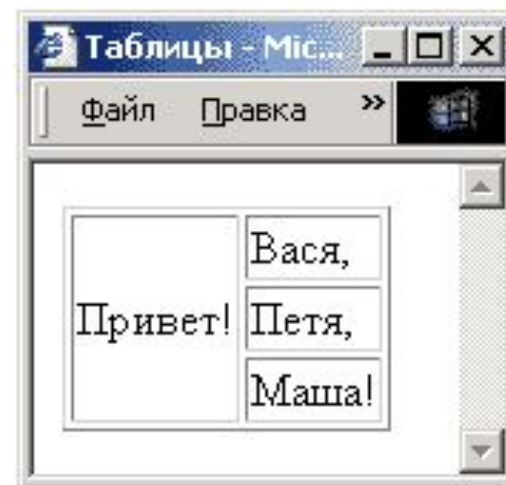 Таблицы - Mic...
Файл Правка »
Вася,
Привет! Петя,
Маша!